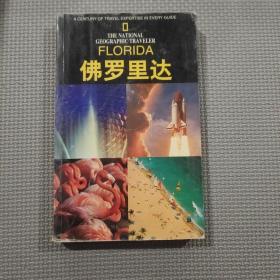 A CENTURY OF TRAVEL EXPERTISE IN EVERY GUIDE
THE NATIONAL
GEOGRAPHIC TRAVELER
FLORIDA
佛罗里达